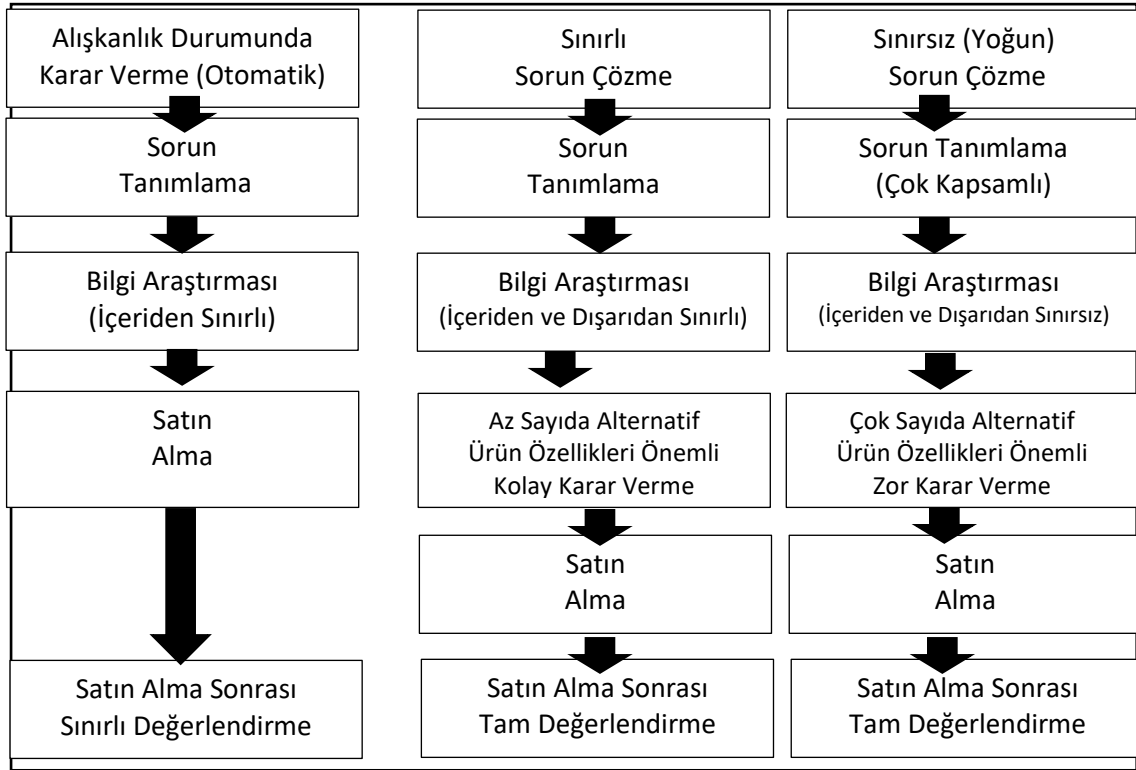 Alışkanlık Durumunda
Karar Verme (Otomatik)
Sorun
Tanımlama
Bilgi Araştırması
(İçeriden Sınırlı)
Satın
Alma
Satın Alma Sonrası
Sınırlı Değerlendirme
Sınırlı
Sorun Çözme
Sorun
Tanımlama
Bilgi Araştırması
(İçeriden ve Dışarıdan Sınırlı)
Az Sayıda Alternatif
Ürün Özellikleri Önemli
Kolay Karar Verme
Satın
Alma
Satın Alma Sonrası
Tam Değerlendirme
Sınırsız (Yoğun)
Sorun Çözme
Sorun Tanımlama
(Çok Kapsamlı)
Bilgi Araştırması
(İçeriden ve Dışarıdan Sınırsız)
Çok Sayıda Alternatif
Ürün Özellikleri Önemli
Zor Karar Verme
Satın
Alma
Satın Alma Sonrası
Tam Değerlendirme